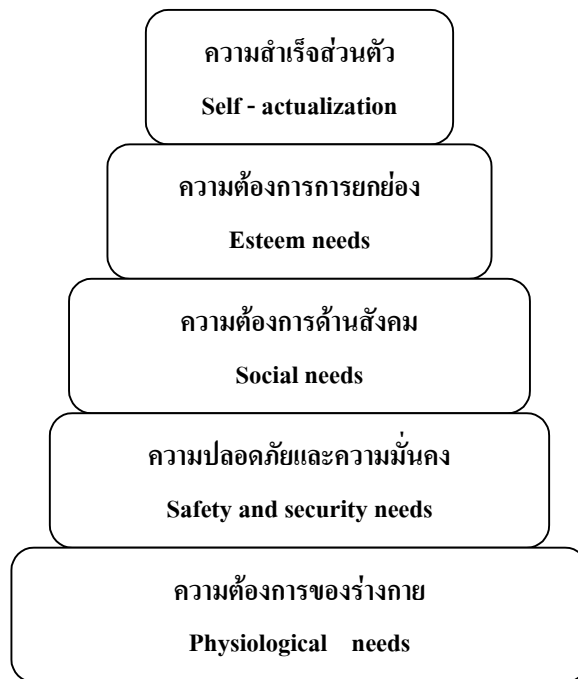 ความสำเร็จส่วนตัว
Self - actualization
ความต้องการการยกย่อง
Esteem needs
ความต้องการด้านสังคม
Social needs
ความปลอดภัยและความมั่นคง
Safety and security needs
ความต้องการของร่างกาย
Physiological needs